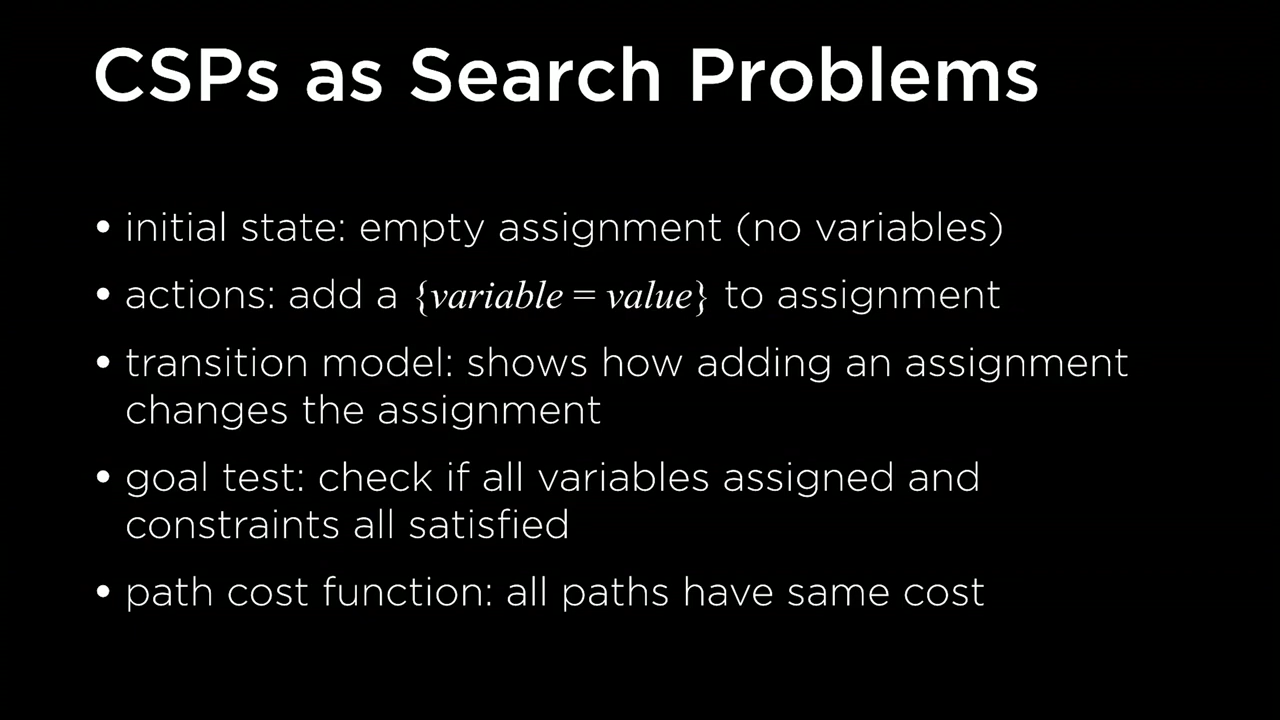 CSPs as Search Problems
• initial state: empty assignment (no variables)
• actions: add a {variable = value} to assignment
• transition model: shows how adding an assignment
changes the assignment
• goal test: check if all variables assigned and
constraints all satisfied
• path cost function: all paths have same cost